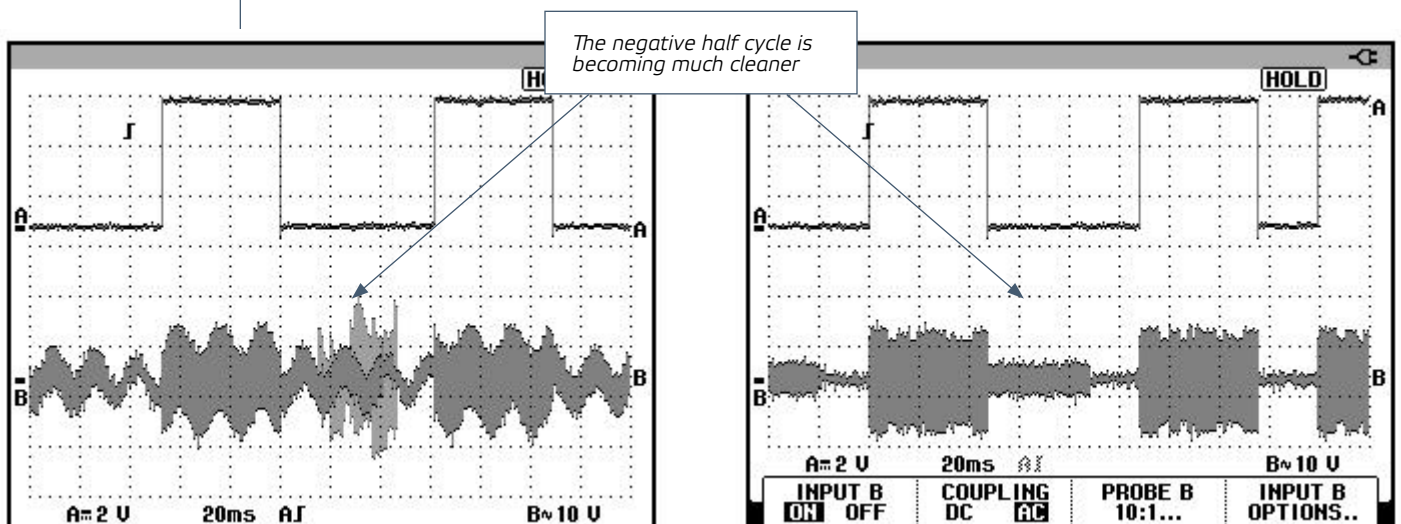 The negative half cycle is
becoming much cleaner
HOLD
A
A
B
B
A 2 V 20ms A B~10 V
HOLD
A
A
B
B
A 2 V 20ms A B~10 V
INPUT B COUPLING PROBE B INPUT B
ON OFF DC AC 10:1... OPTIONS..